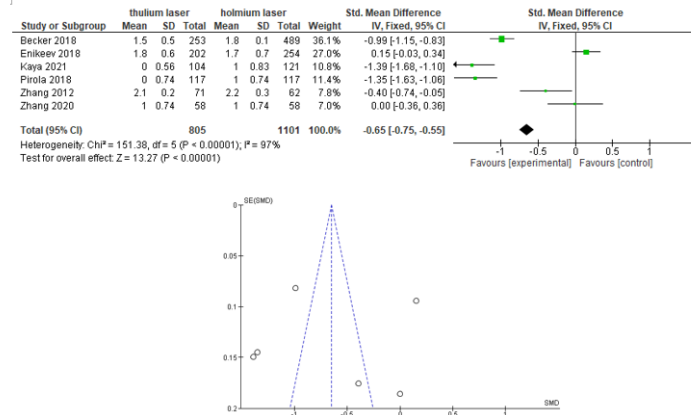 thulium laser holmium laser Std. Mean Difference Std. Mean Difference
Study or Subgroup Mean SD Total Mean SD Total Weight IV, Fixed, 95% CI IV, Fixed, 95% CI
Becker 2018 1.5 0.5 253 1.8 0.1 489 36.1% -0.99 [-1.15, -0.83]
Enikeev 2018 1.8 0.6 202 1.7 0.7 254 27.0% 0.15 [-0.03, 0.34]
Kaya 2021 0 0.56 104 1 0.83 121 10.8% -1.39 [-1.68, -1.10]
Pirola 2018 0 0.74 117 1 0.74 117 11.5% -1.35 [-1.63, -1.06]
Zhang 2012 2.1 0.2 71 2.2 0.3 62 7.8% -0.40 [-0.74, -0.05]
Zhang 2020 1 0.74 58 1 0.74 58 7.0% 0.00 [-0.36, 0.36]
Total (95% CI) 805 1101 100.0% -0.65 [-0.75, -0.55]
Heterogeneity: Chi² = 151.38, df = 5 (P < 0.00001); I² = 97%
Test for overall effect: Z = 13.27 (P < 0.00001)
-1 -0.5 0 0.5 1
Favours [experimental] Favours [control]
SE(SMD)
0
0.05
0.1
0.15
0.2
-1 -0.5 0 0.5 1
SMD